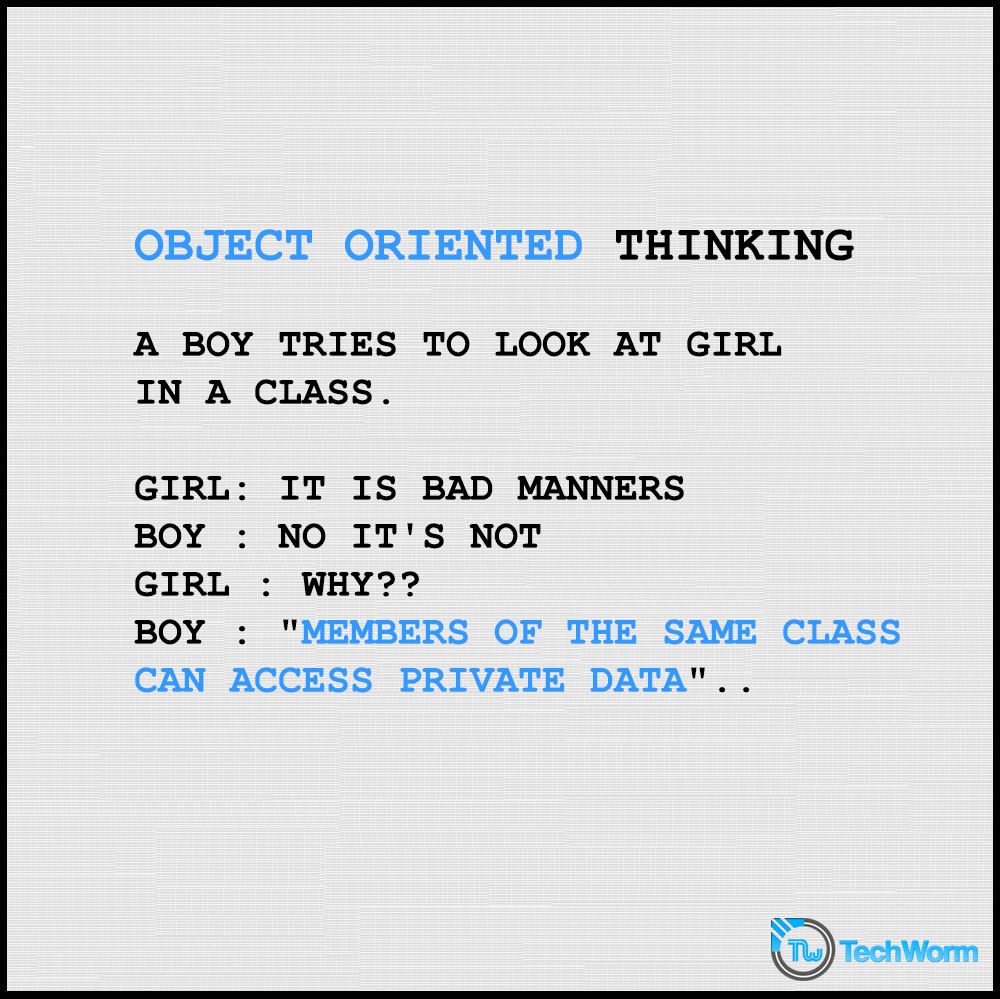 OBJECT ORIENTED THINKING
A BOY TRIES TO LOOK AT GIRL
IN A CLASS.
GIRL: IT IS BAD MANNERS
BOY : NO IT'S NOT
GIRL : WHY??
BOY : "MEMBERS OF THE SAME CLASS
CAN ACCESS PRIVATE DATA"..
TW TechWorm